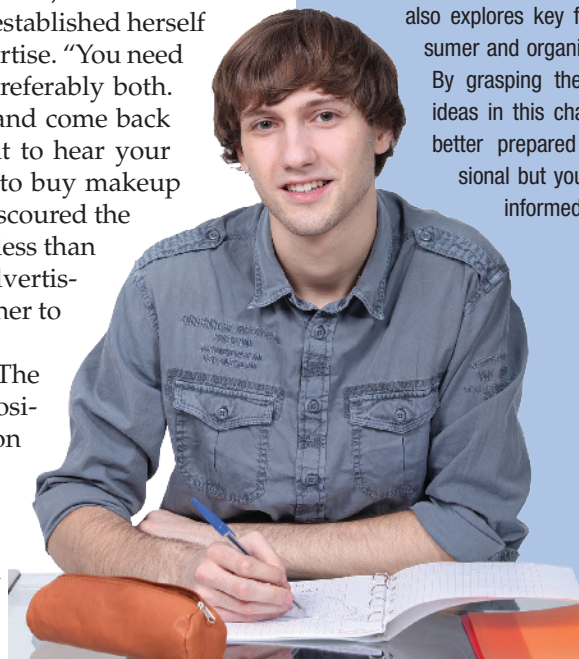 established herself
rtise. “You need
referably both.
and come back
t to hear your
to buy makeup
scoured the
less than
dvertis-
her to
The
osi-
on
also explores key f
sumer and organi
By grasping the
ideas in this cha
better prepared
sional but you
informed